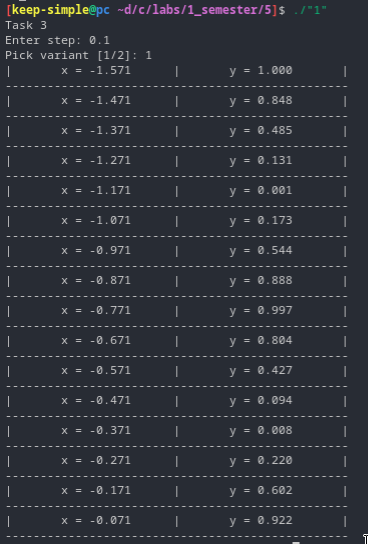 [keep-simple@pc ~/d/c/labs/1_semester/5]$ ./"1"
Task 3
Enter step: 0.1
Pick variant [1/2]: 1
| x = -1.571 | y = 1.000 |
--------------------------------------------------
| x = -1.471 | y = 0.848 |
--------------------------------------------------
| x = -1.371 | y = 0.485 |
--------------------------------------------------
| x = -1.271 | y = 0.131 |
--------------------------------------------------
| x = -1.171 | y = 0.001 |
--------------------------------------------------
| x = -1.071 | y = 0.173 |
--------------------------------------------------
| x = -0.971 | y = 0.544 |
--------------------------------------------------
| x = -0.871 | y = 0.888 |
--------------------------------------------------
| x = -0.771 | y = 0.997 |
--------------------------------------------------
| x = -0.671 | y = 0.804 |
--------------------------------------------------
| x = -0.571 | y = 0.427 |
--------------------------------------------------
| x = -0.471 | y = 0.094 |
--------------------------------------------------
| x = -0.371 | y = 0.008 |
--------------------------------------------------
| x = -0.271 | y = 0.220 |
--------------------------------------------------
| x = -0.171 | y = 0.602 |
--------------------------------------------------
| x = -0.071 | y = 0.922 |
--------------------------------------------------